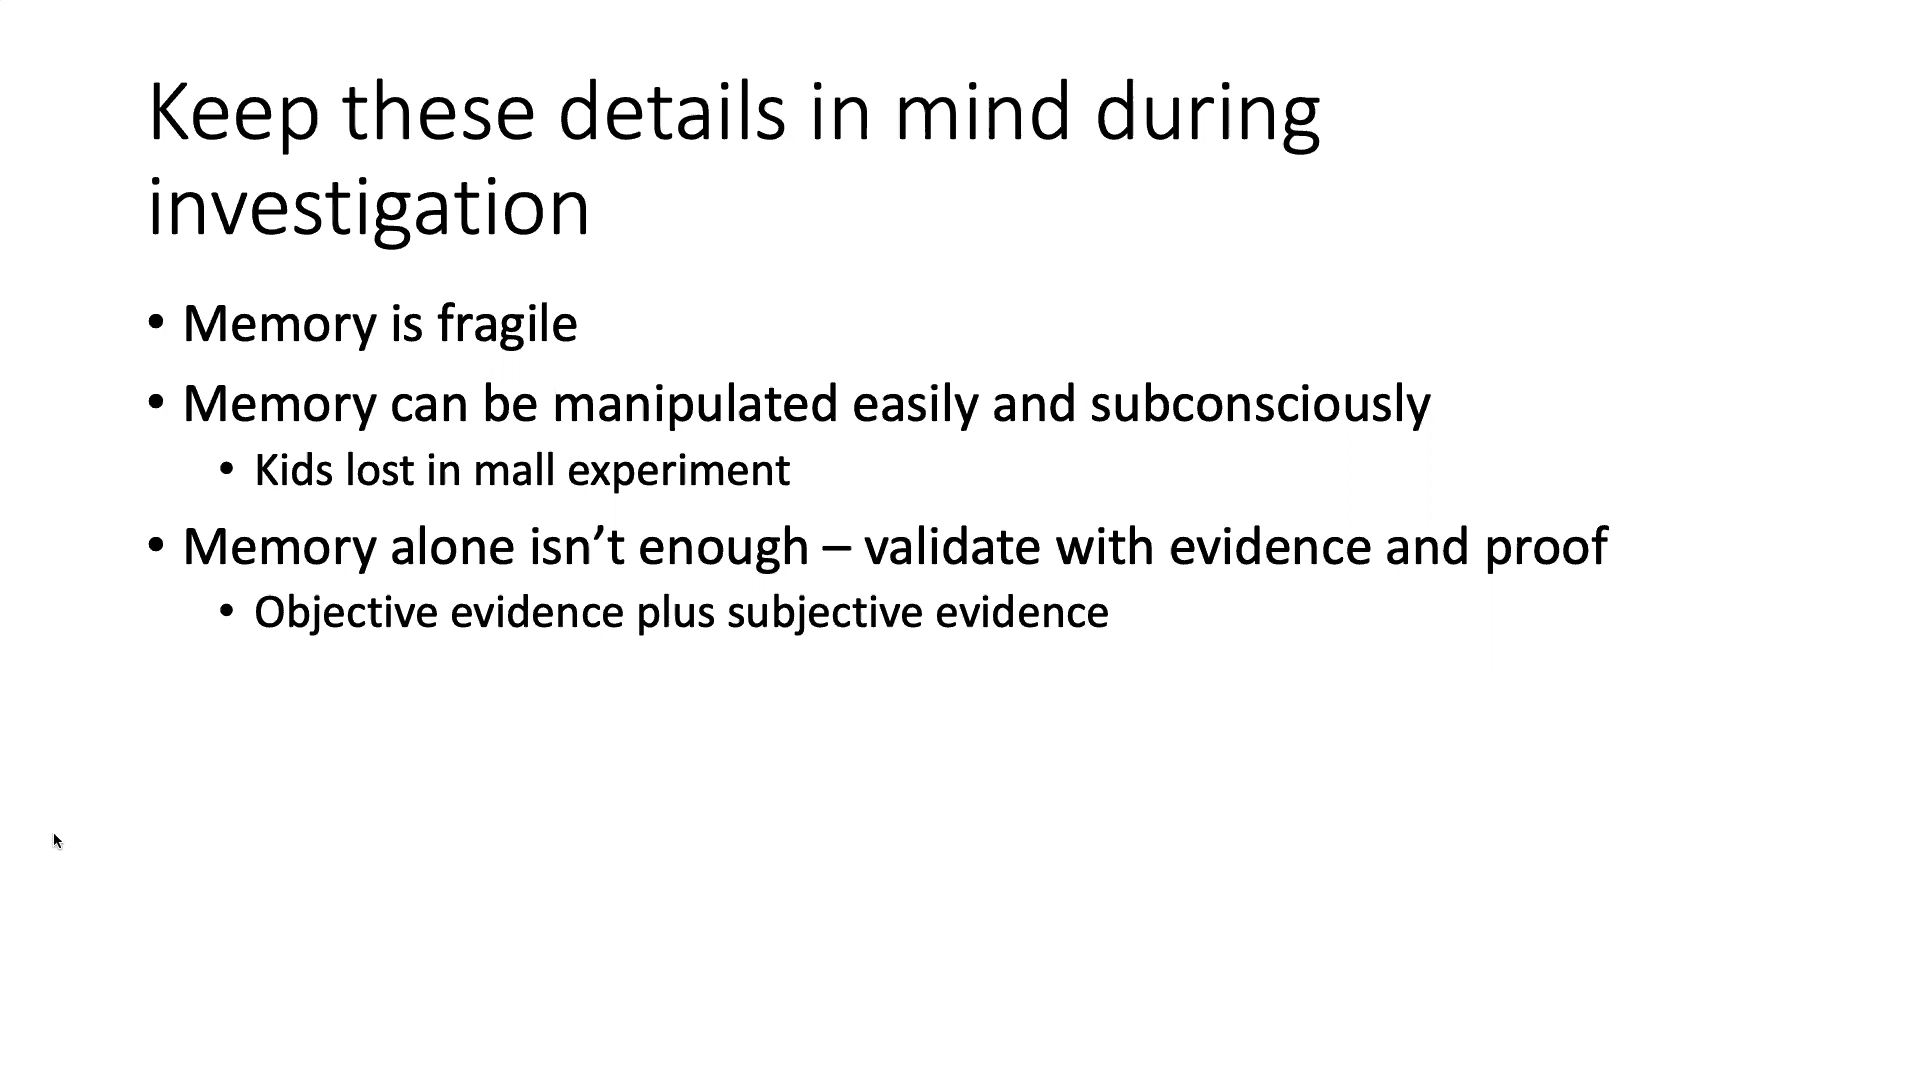 Keep these details in mind during
investigation
• Memory is fragile
• Memory can be manipulated easily and subconsciously
• Kids lost in mall experiment
• Memory alone isn’t enough – validate with evidence and proof
• Objective evidence plus subjective evidence